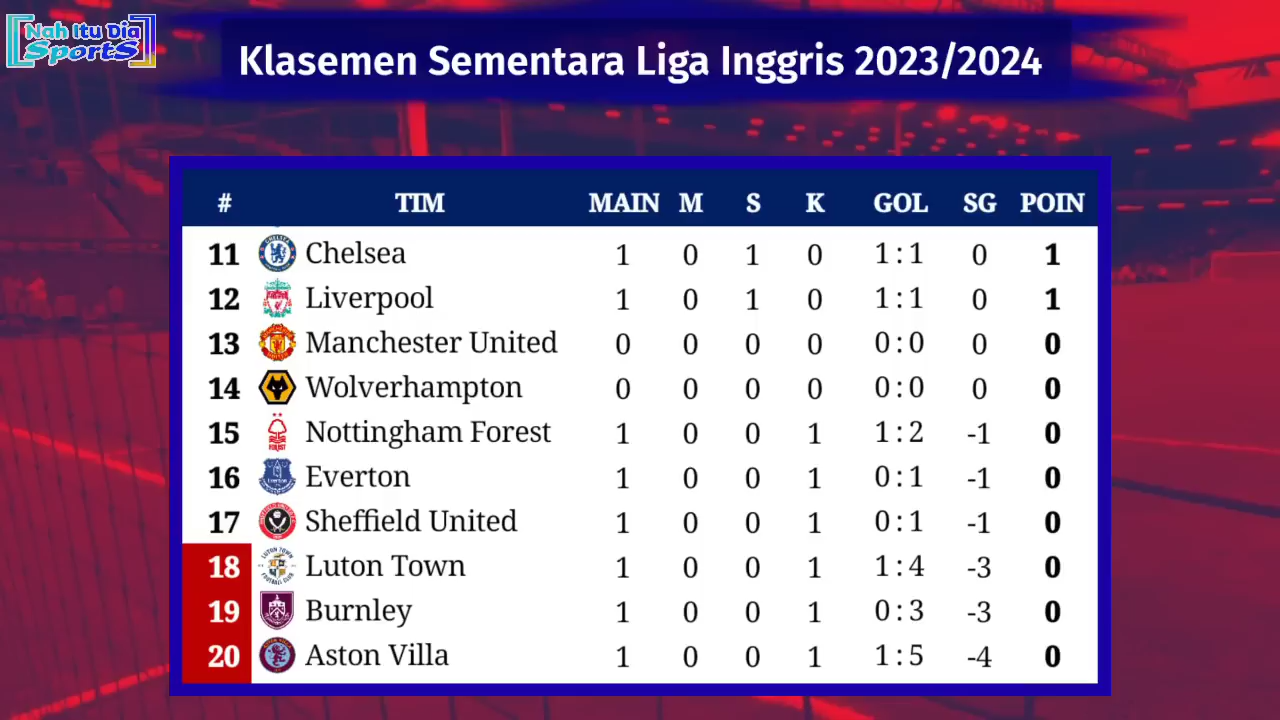 Nah Itu Dia
Sports
Klasemen Sementara Liga Inggris 2023/2024
# TIM MAIN M S K GOL SG POIN
11 Chelsea 1 0 1 0 1:1 0 1
12 Liverpool 1 0 1 0 1:1 0 1
13 Manchester United 0 0 0 0 0:0 0 0
14 Wolverhampton 0 0 0 0 0:0 0 0
15 Nottingham Forest 1 0 0 1 1:2 -1 0
16 Everton 1 0 0 1 0:1 -1 0
17 Sheffield United 1 0 0 1 0:1 -1 0
18 Luton Town 1 0 0 1 1:4 -3 0
19 Burnley 1 0 0 1 0:3 -3 0
20 Aston Villa 1 0 0 1 1:5 -4 0